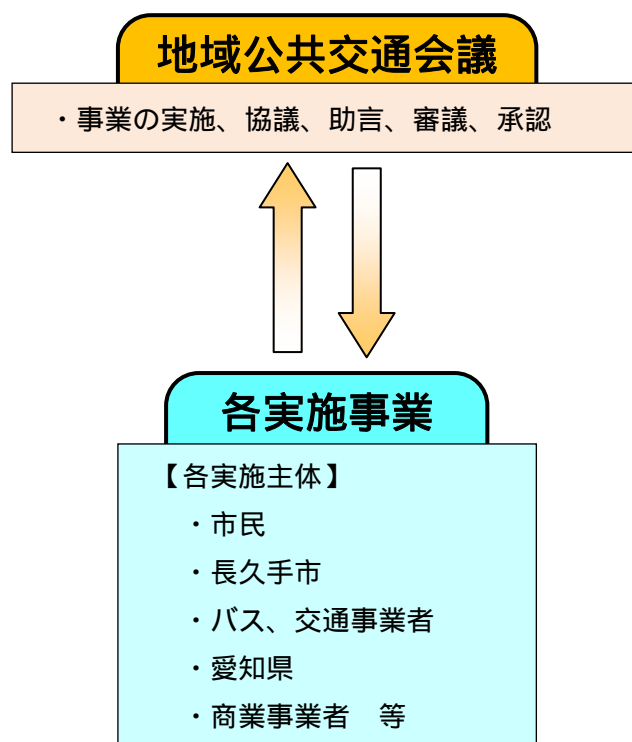 地域公共交通会議
・事業の実施、協議、助言、審議、承認
各実施事業
【各実施主体】
・市民
・長久手市
・バス、交通事業者
・愛知県
・商業事業者　等